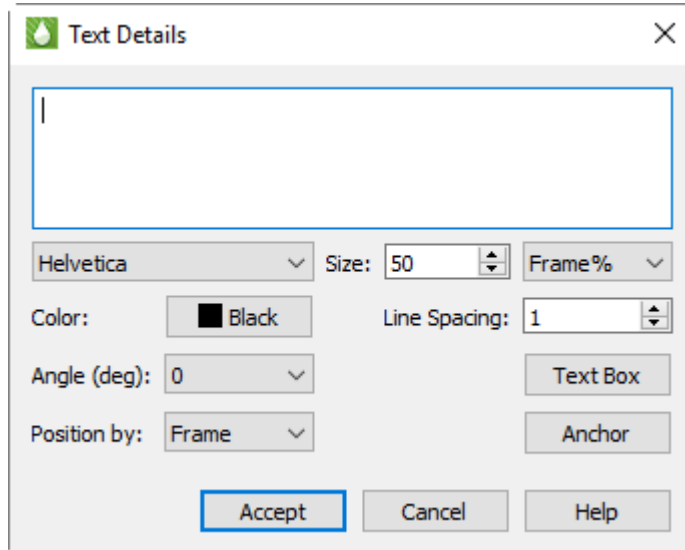 Text Details
Helvetica Size: 50 Frame%
Color: Black Line Spacing: 1
Angle (deg): 0 Text Box
Position by: Frame Anchor
Accept Cancel Help